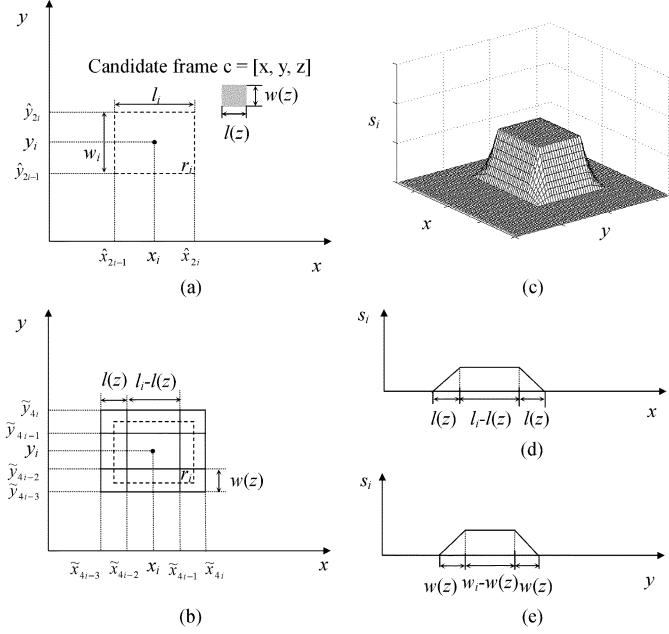 y
Candidate frame c = [x, y, z]
lᵢ
w(z)
l(z)
ŷ₂ᵢ
yᵢ
wᵢ
rᵢ
ŷ₂ᵢ₋₁
x̂₂ᵢ₋₁ xᵢ x̂₂ᵢ
x
(a)
sᵢ
x
y
(c)
y
l(z) lᵢ-l(z)
ỹ₄ᵢ
ỹ₄ᵢ₋₁
yᵢ
ỹ₄ᵢ₋₂
rᵢ
w(z)
ỹ₄ᵢ₋₃
x̃₄ᵢ₋₃ x̃₄ᵢ₋₂ xᵢ x̃₄ᵢ₋₁ x̃₄ᵢ
x
(b)
sᵢ
x
l(z) lᵢ-l(z) l(z)
(d)
sᵢ
y
w(z) wᵢ-w(z) w(z)
(e)